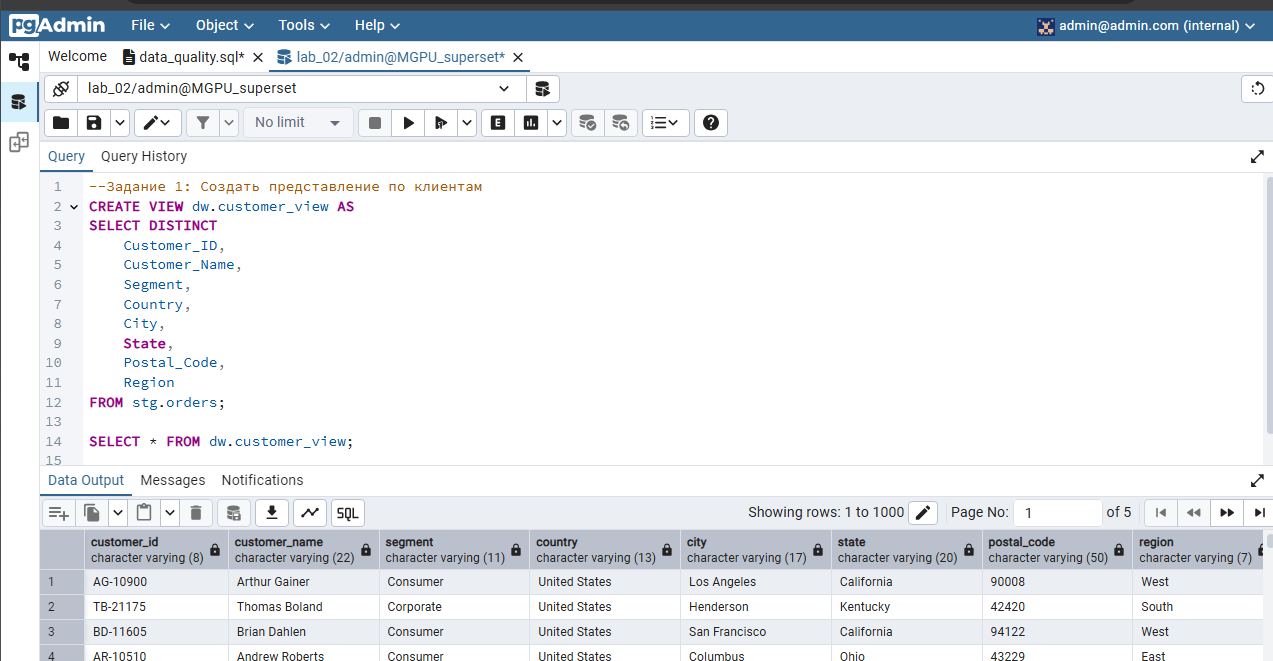 pgAdmin File Object Tools Help admin@admin.com (internal)
Welcome data_quality.sql* lab_02/admin@MGPU_superset*
lab_02/admin@MGPU_superset
No limit E
Query Query History
1 --Задание 1: Создать представление по клиентам
2 CREATE VIEW dw.customer_view AS
3 SELECT DISTINCT
4 Customer_ID,
5 Customer_Name,
6 Segment,
7 Country,
8 City,
9 State,
10 Postal_Code,
11 Region
12 FROM stg.orders;
13
14 SELECT * FROM dw.customer_view;
15
Data Output Messages Notifications
SQL Showing rows: 1 to 1000 Page No: 1 of 5
customer_id customer_name segment country city state postal_code region
character varying (8) character varying (22) character varying (11) character varying (13) character varying (17) character varying (20) character varying (50) character varying (7)
1 AG-10900 Arthur Gainer Consumer United States Los Angeles California 90008 West
2 TB-21175 Thomas Boland Corporate United States Henderson Kentucky 42420 South
3 BD-11605 Brian Dahlen Consumer United States San Francisco California 94122 West
4 AR-10510 Andrew Roberts Consumer United States Columbus Ohio 43229 East